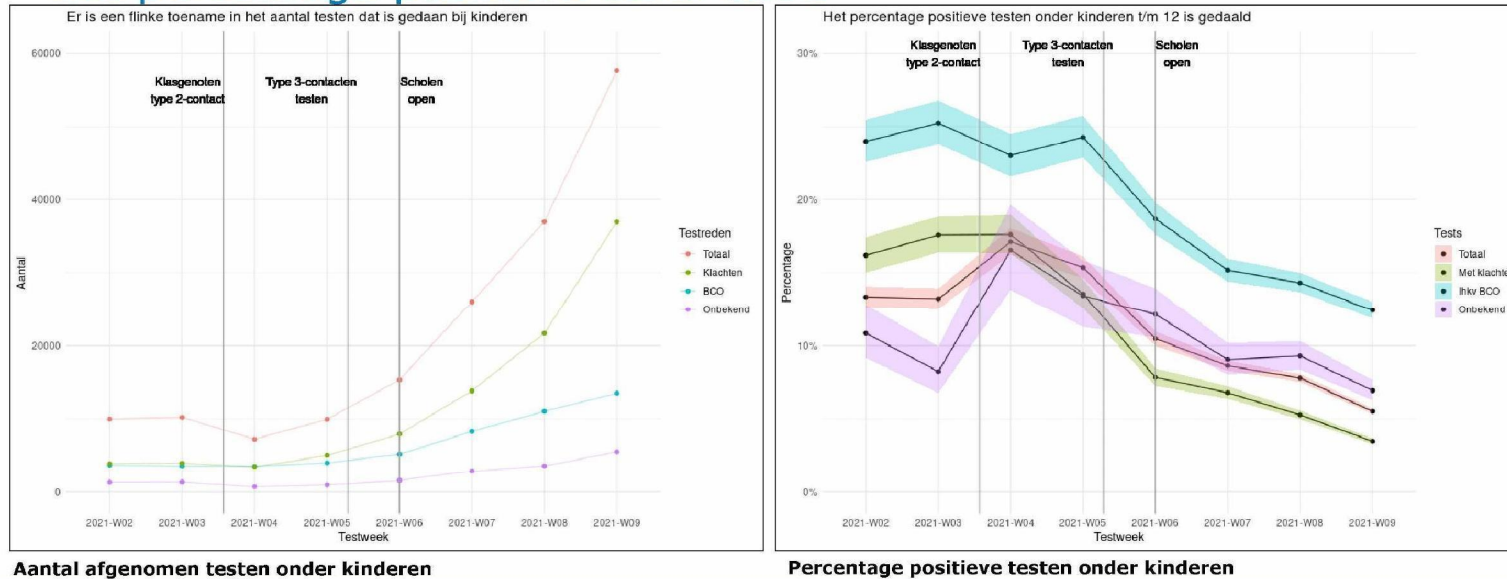 Er is een flinke toename in het aantal testen dat is gedaan bij kinderen
60000
40000
20000
0
Aantal
Klasgenoten
type 2-contact
Type 3-contacten
testen
Scholen
open
2021-W02 2021-W03 2021-W04 2021-W05 2021-W06 2021-W07 2021-W08 2021-W09
Testweek
Testreden
Totaal
Klachten
BCO
Onbekend
Aantal afgenomen testen onder kinderen
Het percentage positieve testen onder kinderen t/m 12 is gedaald
30%
20%
10%
0%
Percentage
Klasgenoten
type 2-contact
Type 3-contacten
testen
Scholen
open
2021-W02 2021-W03 2021-W04 2021-W05 2021-W06 2021-W07 2021-W08 2021-W09
Testweek
Tests
Totaal
Met klachte
Ihkv BCO
Onbekend
Percentage positieve testen onder kinderen